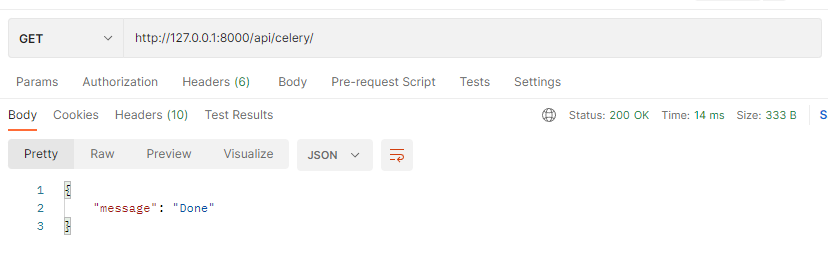 GET http://127.0.0.1:8000/api/celery/
Params Authorization Headers (6) Body Pre-request Script Tests Settings
Body Cookies Headers (10) Test Results Status: 200 OK Time: 14 ms Size: 333 B S
Pretty Raw Preview Visualize JSON
1 {
2 "message": "Done"
3 }